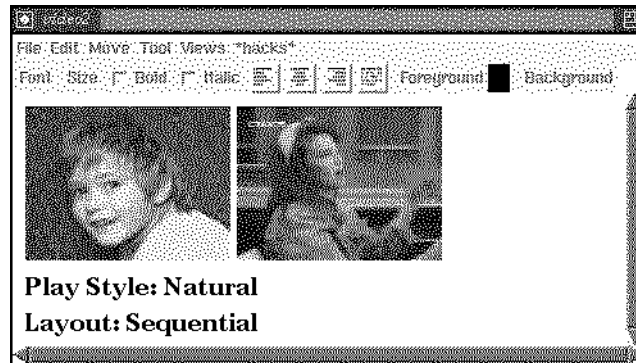 File Edit Move Tool Views *hacks*
Font Size Bold Italic Foreground Background
Play Style: Natural
Layout: Sequential